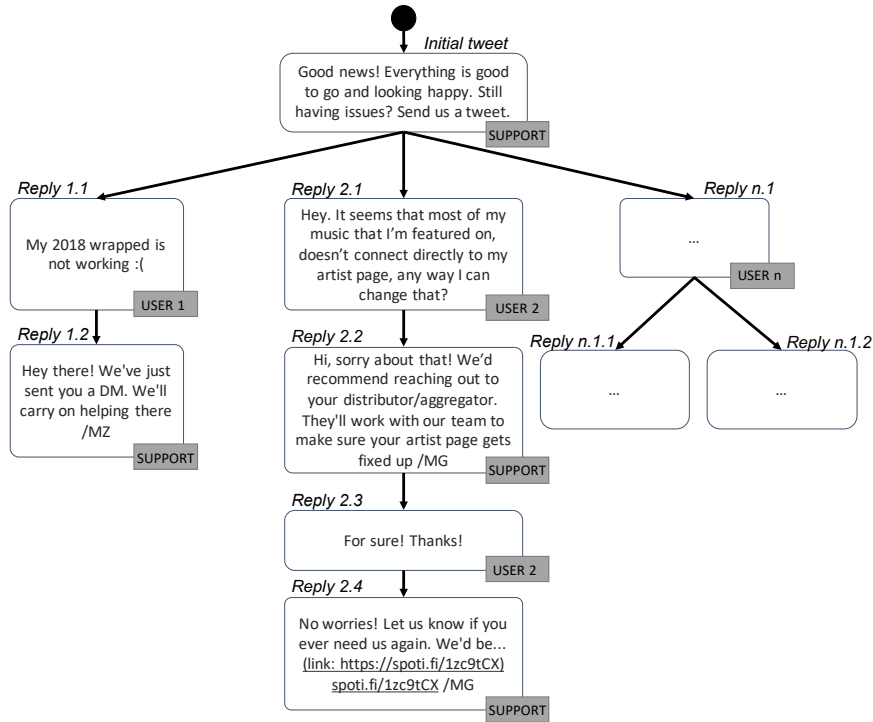 Initial tweet
Good news! Everything is good
to go and looking happy. Still
having issues? Send us a tweet.
SUPPORT
Reply 1.1
My 2018 wrapped is
not working :(
USER 1
Reply 1.2
Hey there! We've just
sent you a DM. We'll
carry on helping there
/MZ
SUPPORT
Reply 2.1
Hey. It seems that most of my
music that I’m featured on,
doesn’t connect directly to my
artist page, any way I can
change that?
USER 2
Reply 2.2
Hi, sorry about that! We’d
recommend reaching out to
your distributor/aggregator.
They'll work with our team to
make sure your artist page gets
fixed up /MG
SUPPORT
Reply 2.3
For sure! Thanks!
USER 2
Reply 2.4
No worries! Let us know if you
ever need us again. We'd be...
(link: https://spoti.fi/1zc9tCX)
spoti.fi/1zc9tCX /MG
SUPPORT
Reply n.1
...
USER n
Reply n.1.1
...
Reply n.1.2
...